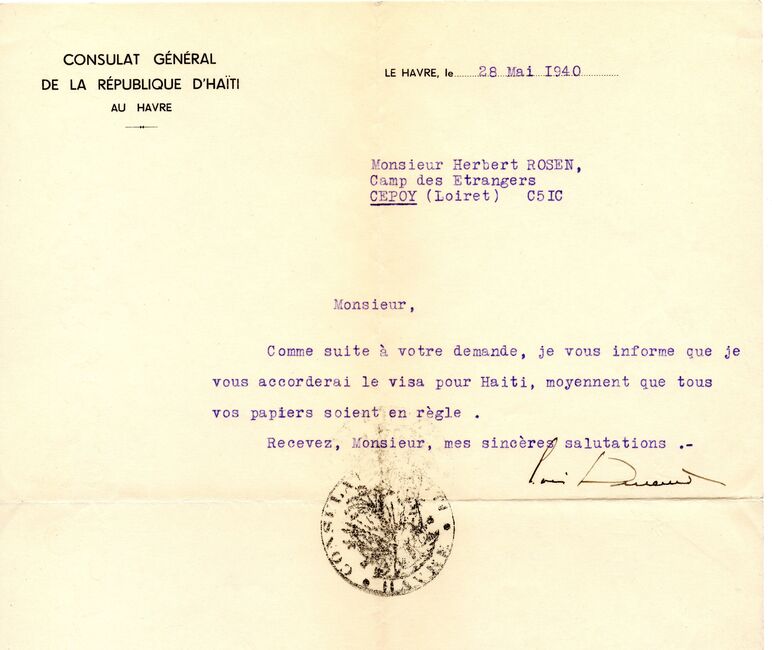 CONSULAT GÉNÉRAL
DE LA RÉPUBLIQUE D'HAÏTI
AU HAVRE
LE HAVRE, le 28 Mai 1940
Monsieur Herbert ROSEN,
Camp des Etrangers
CEPOY (Loiret) C5IC
Monsieur,
Comme suite à votre demande, je vous informe que je
vous accorderai le visa pour Haiti, moyennent que tous
vos papiers soient en règle .
Recevez, Monsieur, mes sincères salutations .-